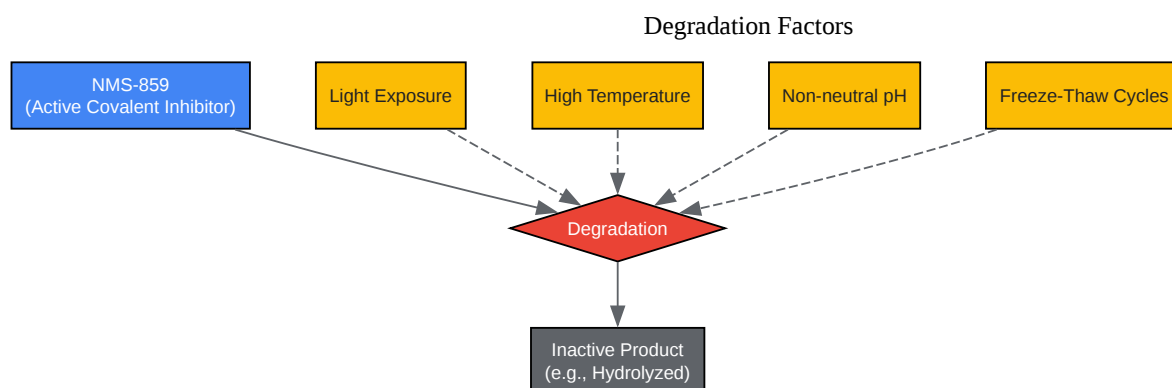 Degradation Factors
NMS-859
(Active Covalent Inhibitor)
Light Exposure
High Temperature
Non-neutral pH
Freeze-Thaw Cycles
Degradation
Inactive Product
(e.g., Hydrolyzed)